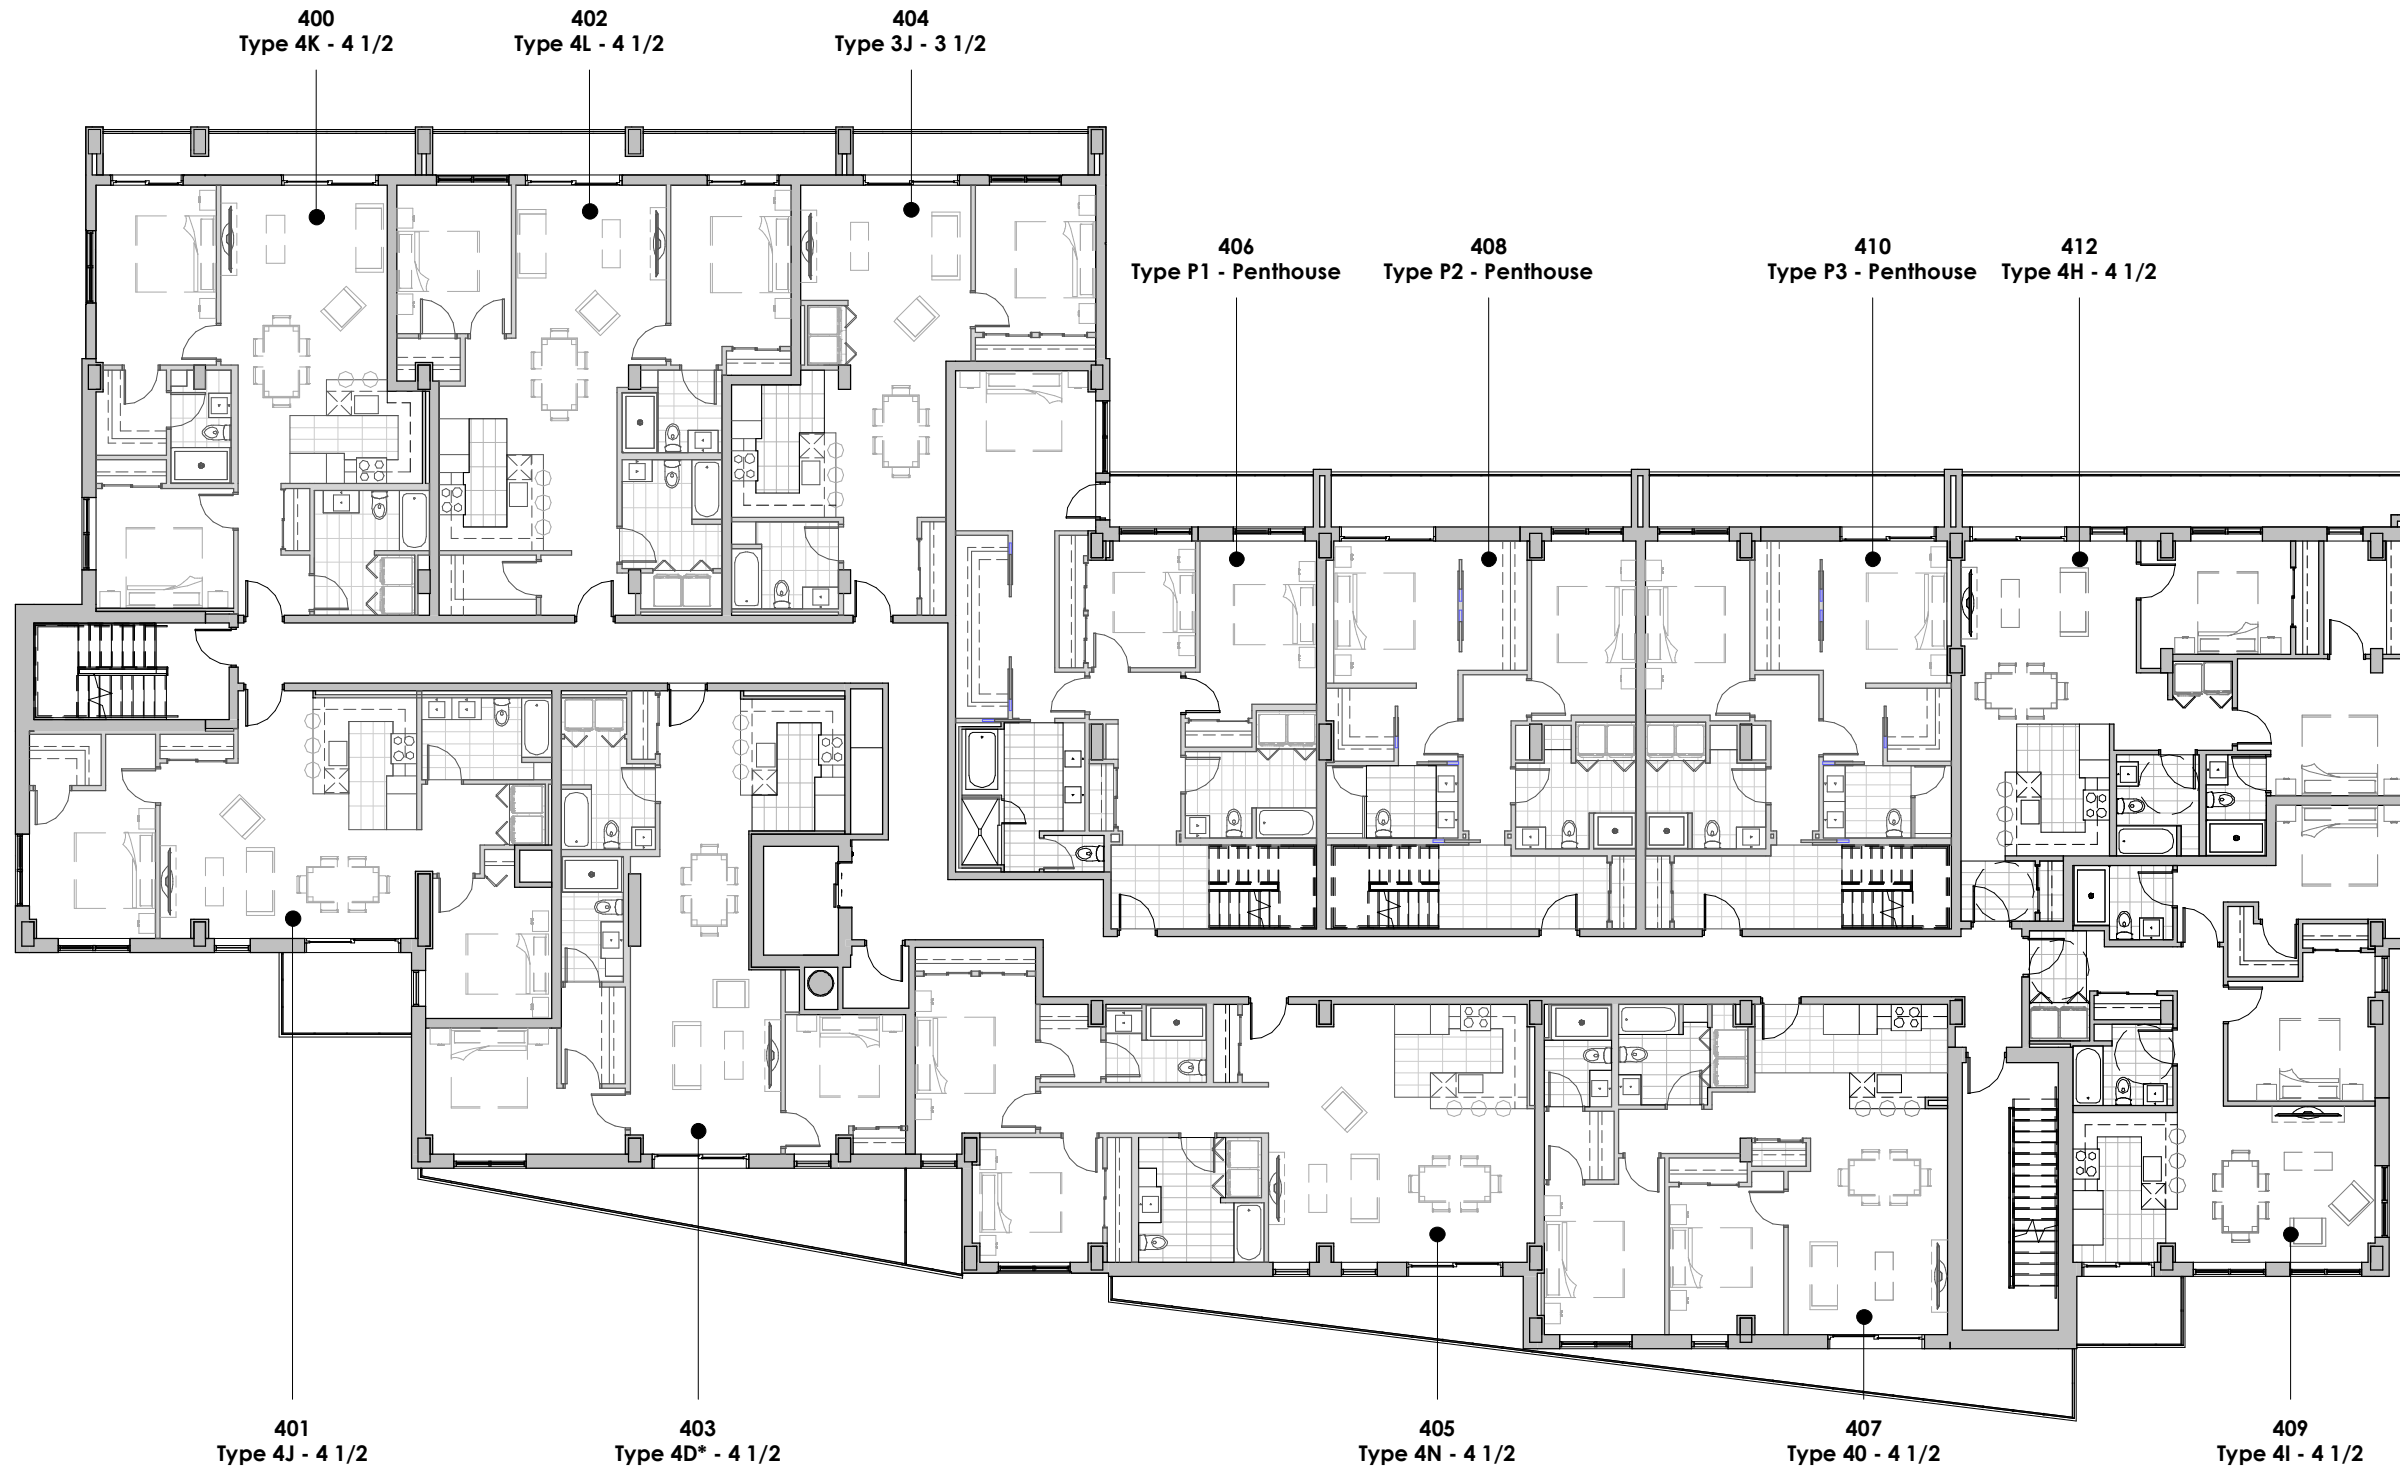 400
Type 4K - 4 1/2
402
Type 4L - 4 1/2
404
Type 3J - 3 1/2
406
Type P1 - Penthouse
408
Type P2 - Penthouse
410
Type P3 - Penthouse
412
Type 4H - 4 1/2
401
Type 4J - 4 1/2
403
Type 4D* - 4 1/2
405
Type 4N - 4 1/2
407
Type 40 - 4 1/2
409
Type 4I - 4 1/2